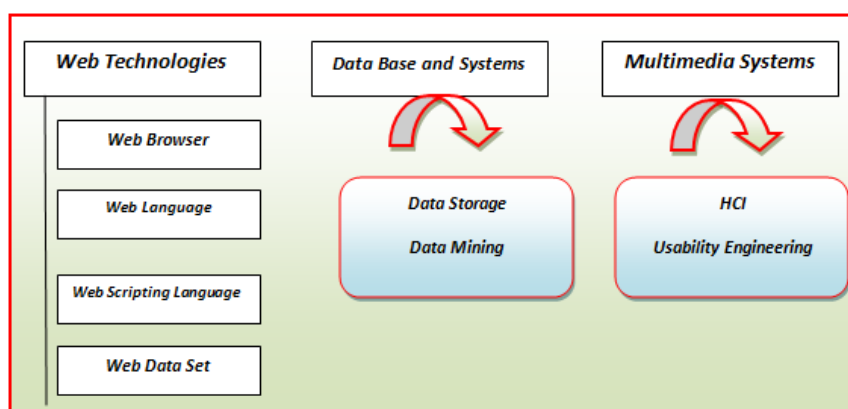 Web Technologies
Web Browser
Web Language
Web Scripting Language
Web Data Set
Data Base and Systems
Data Storage
Data Mining
Multimedia Systems
HCI
Usability Engineering